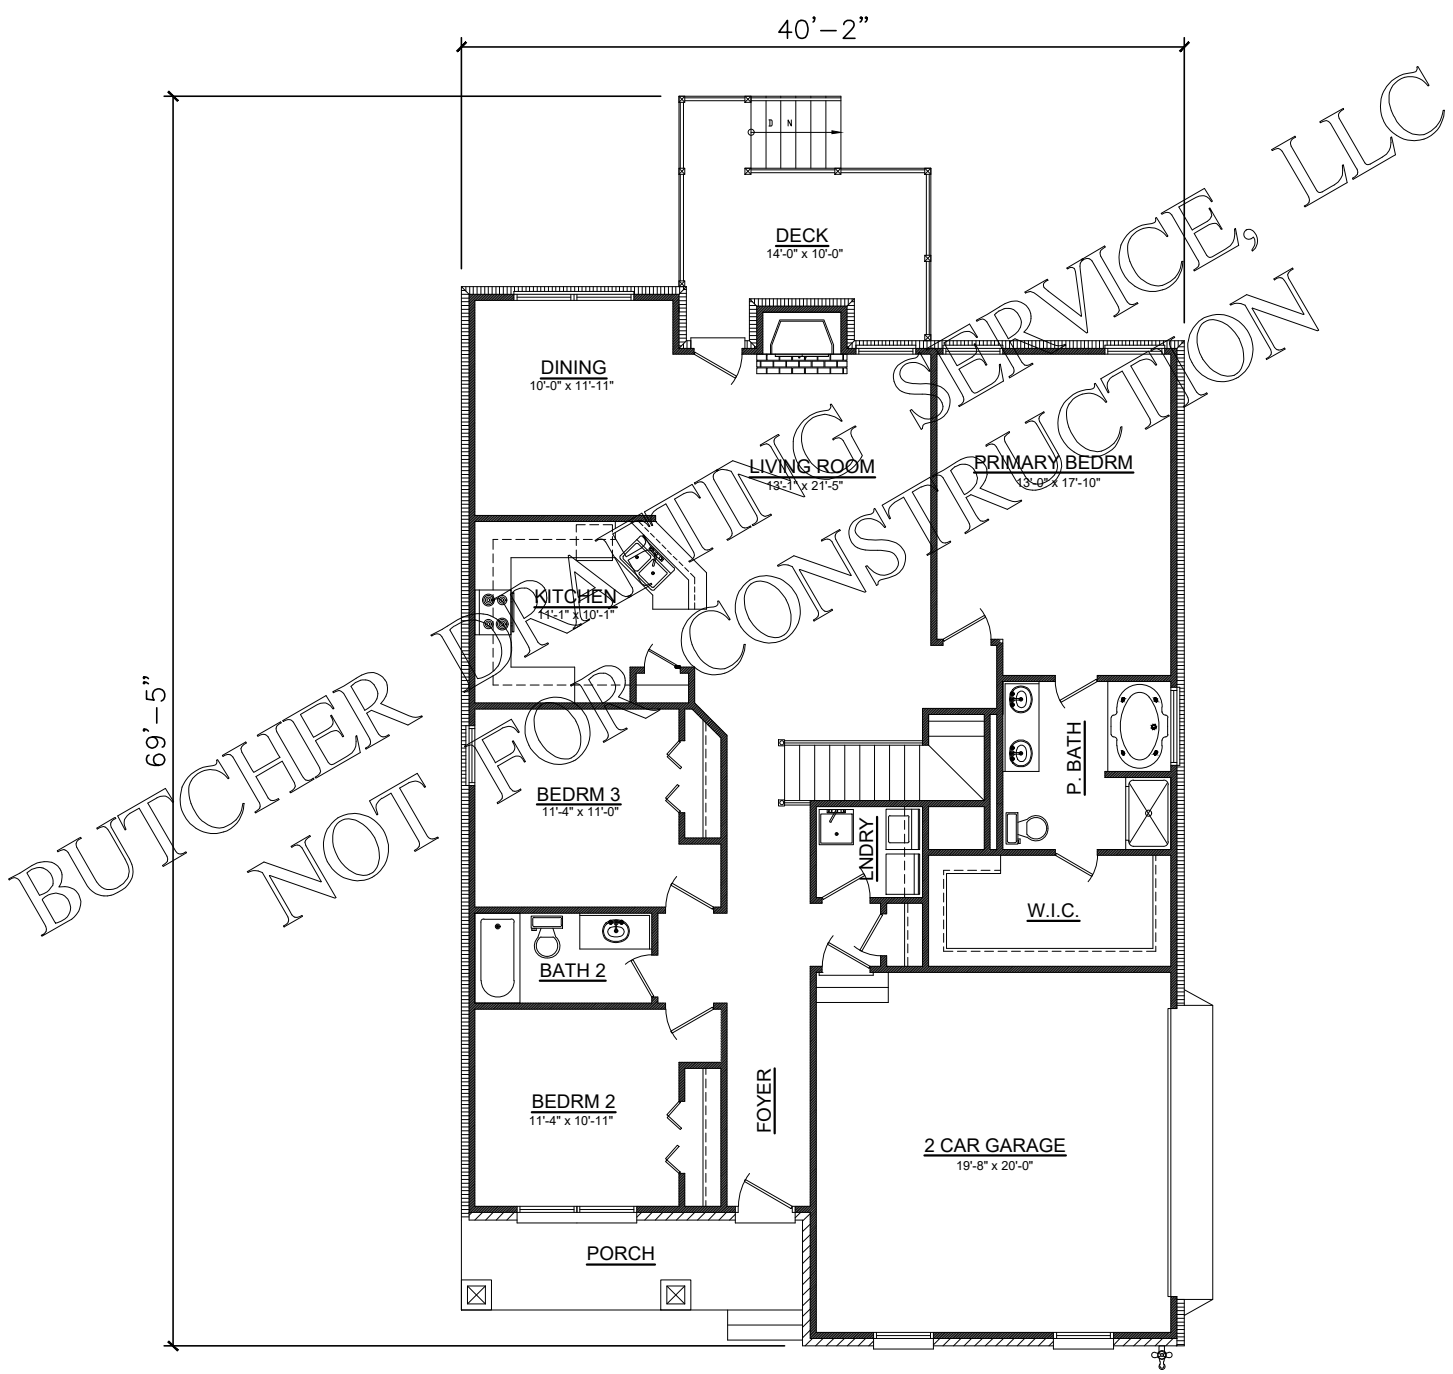 40'-2"
69'-5"
D N
DECK
14'-0" x 10'-0"
DINING
10'-0" x 11'-11"
LIVING ROOM
13'-1" x 21'-5"
PRIMARY BEDRM
13'-0" x 17'-10"
KITCHEN
11'-1" x 10'-1"
P. BATH
BEDRM 3
11'-4" x 11'-0"
LNDRY
W.I.C.
BATH 2
BEDRM 2
11'-4" x 10'-11"
FOYER
2 CAR GARAGE
19'-8" x 20'-0"
PORCH
BUTCHER DRAFTING SERVICE, LLC
NOT FOR CONSTRUCTION